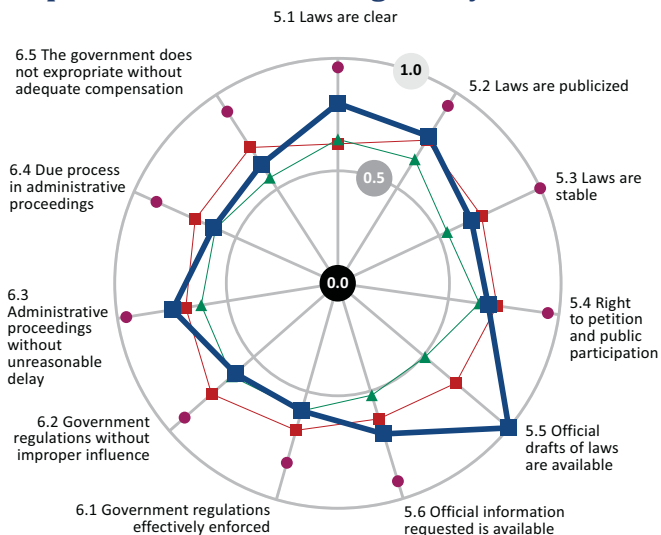 5.1 Laws are clear
6.5 The government does
not expropriate without
adequate compensation
1.0
5.2 Laws are publicized
0.5
6.4 Due process
in administrative
proceedings
5.3 Laws are
stable
0.0
6.3
Administrative
proceedings
without
unreasonable
delay
5.4 Right
to petition
and public
participation
6.2 Government
regulations without
improper influence
5.5 Official
drafts of laws
are available
6.1 Government regulations
effectively enforced
5.6 Official information
requested is available